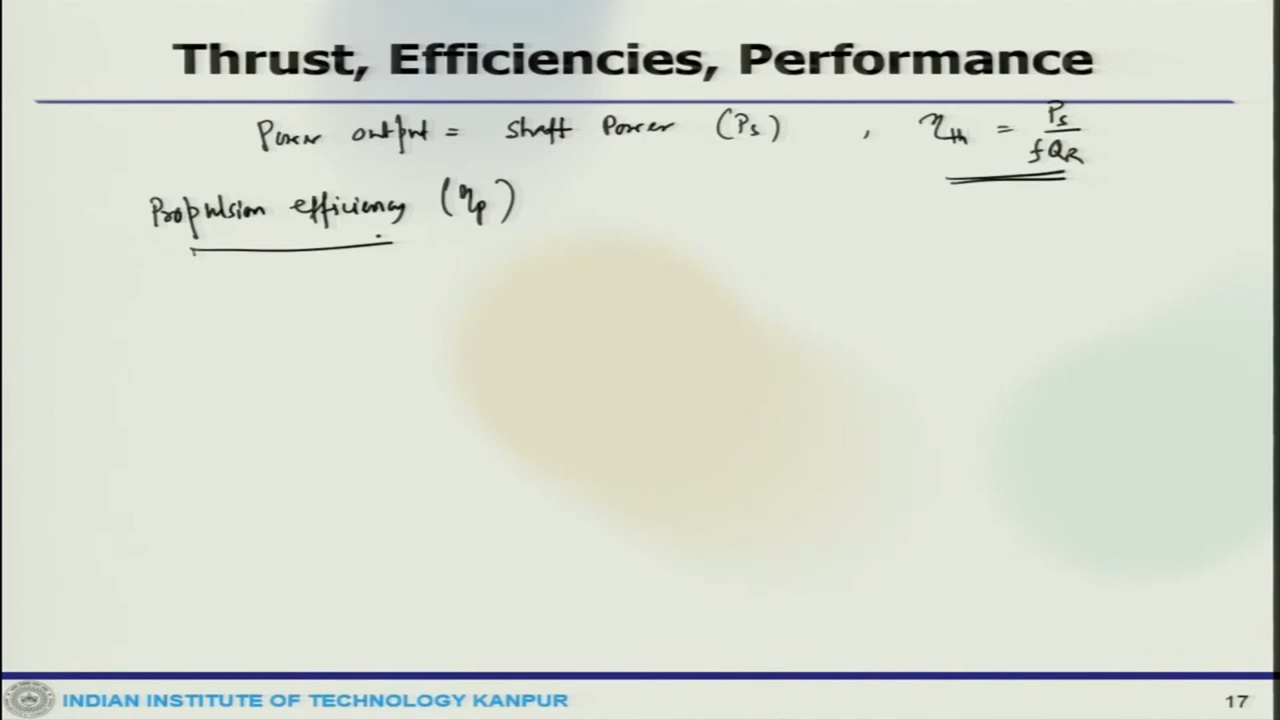 Thrust, Efficiencies, Performance
Power output = Shaft Power (Ps) , ηth = Ps / fQR
Propulsion efficiency (ηp)
INDIAN INSTITUTE OF TECHNOLOGY KANPUR
17